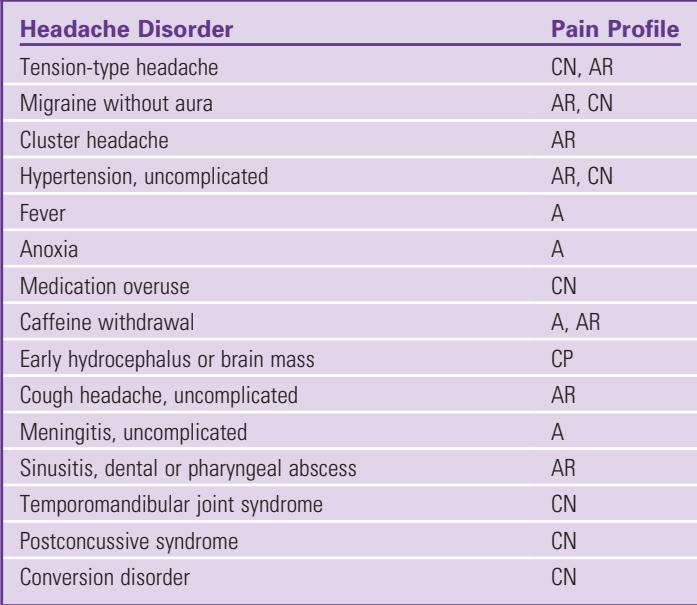 Headache Disorder Pain Profile
Tension-type headache CN, AR
Migraine without aura AR, CN
Cluster headache AR
Hypertension, uncomplicated AR, CN
Fever A
Anoxia A
Medication overuse CN
Caffeine withdrawal A, AR
Early hydrocephalus or brain mass CP
Cough headache, uncomplicated AR
Meningitis, uncomplicated A
Sinusitis, dental or pharyngeal abscess AR
Temporomandibular joint syndrome CN
Postconcussive syndrome CN
Conversion disorder CN